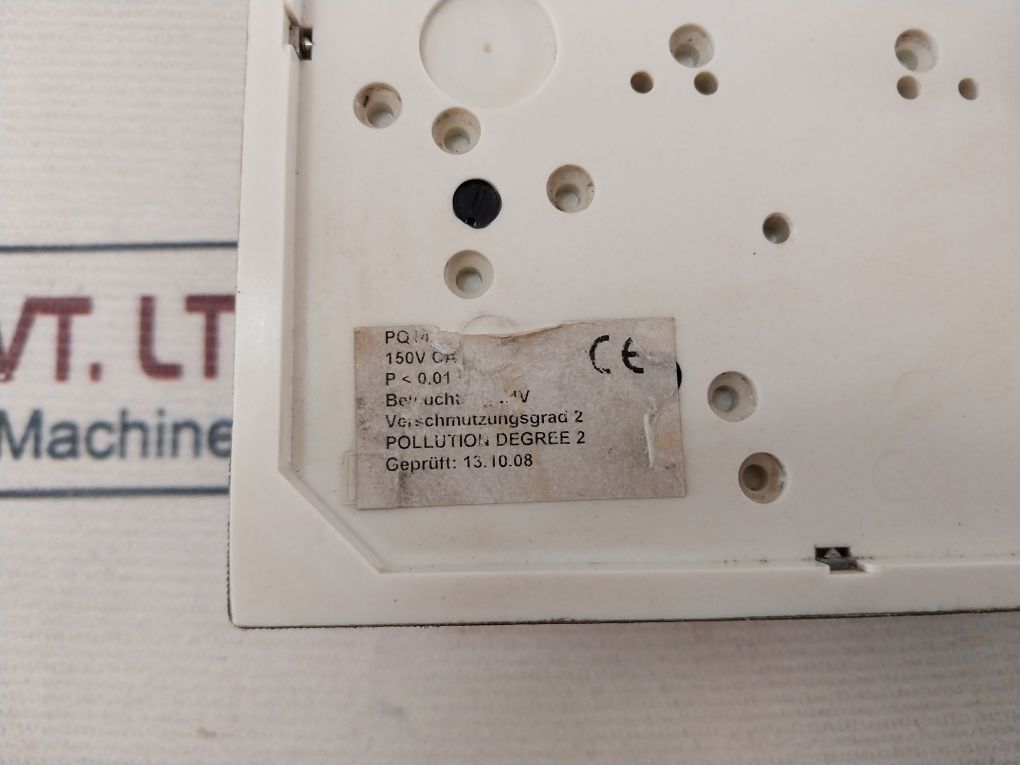 VT. LT
Machine
PQ
150V
P < 0.01
Verschmutzungsgrad 2
POLLUTION DEGREE 2
Geprüft: 13.10.08
CE